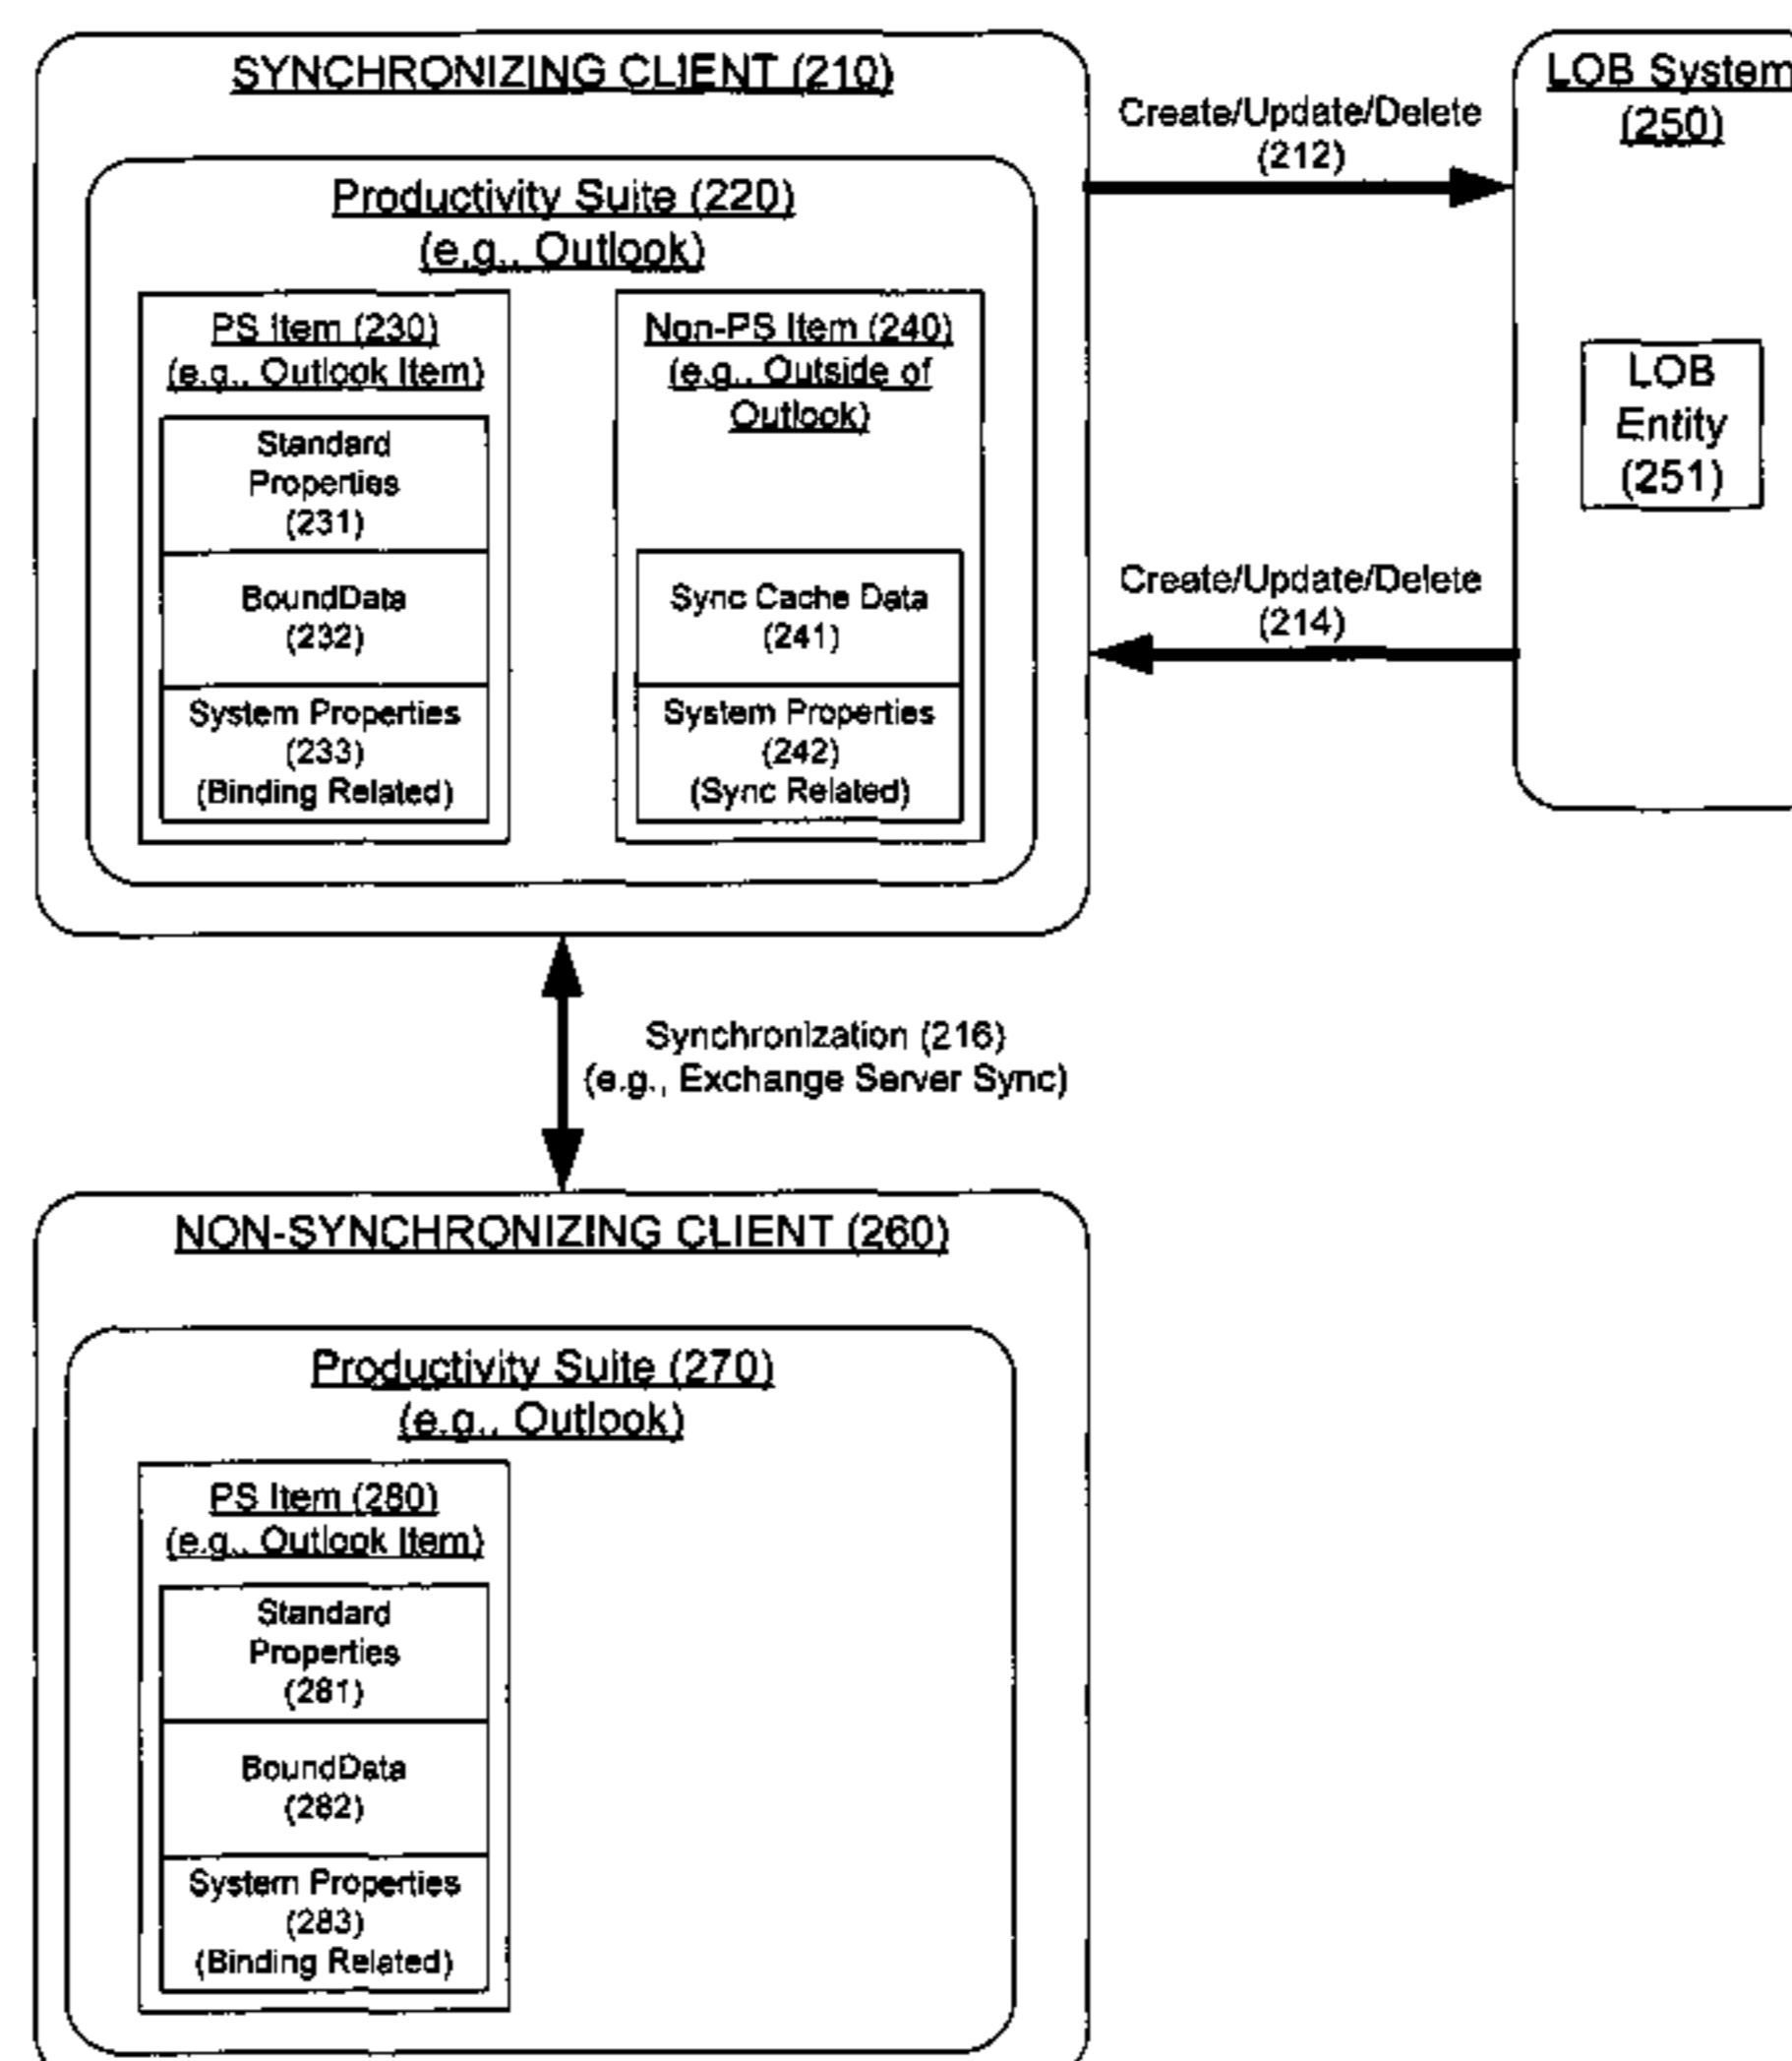 SYNCHRONIZING CLIENT (210)
Productivity Suite (220)
(e.g., Outlook)
PS Item (230)
(e.g., Outlook Item)
Standard
Properties
(231)
BoundData
(232)
System Properties
(233)
(Binding Related)
Non-PS Item (240)
(e.g., Outside of
Outlook)
Sync Cache Data
(241)
System Properties
(242)
(Sync Related)
Create/Update/Delete
(212)
Create/Update/Delete
(214)
LOB System
(250)
LOB
Entity
(251)
Synchronization (216)
(e.g., Exchange Server Sync)
NON-SYNCHRONIZING CLIENT (260)
Productivity Suite (270)
(e.g., Outlook)
PS Item (280)
(e.g., Outlook Item)
Standard
Properties
(281)
BoundData
(282)
System Properties
(283)
(Binding Related)